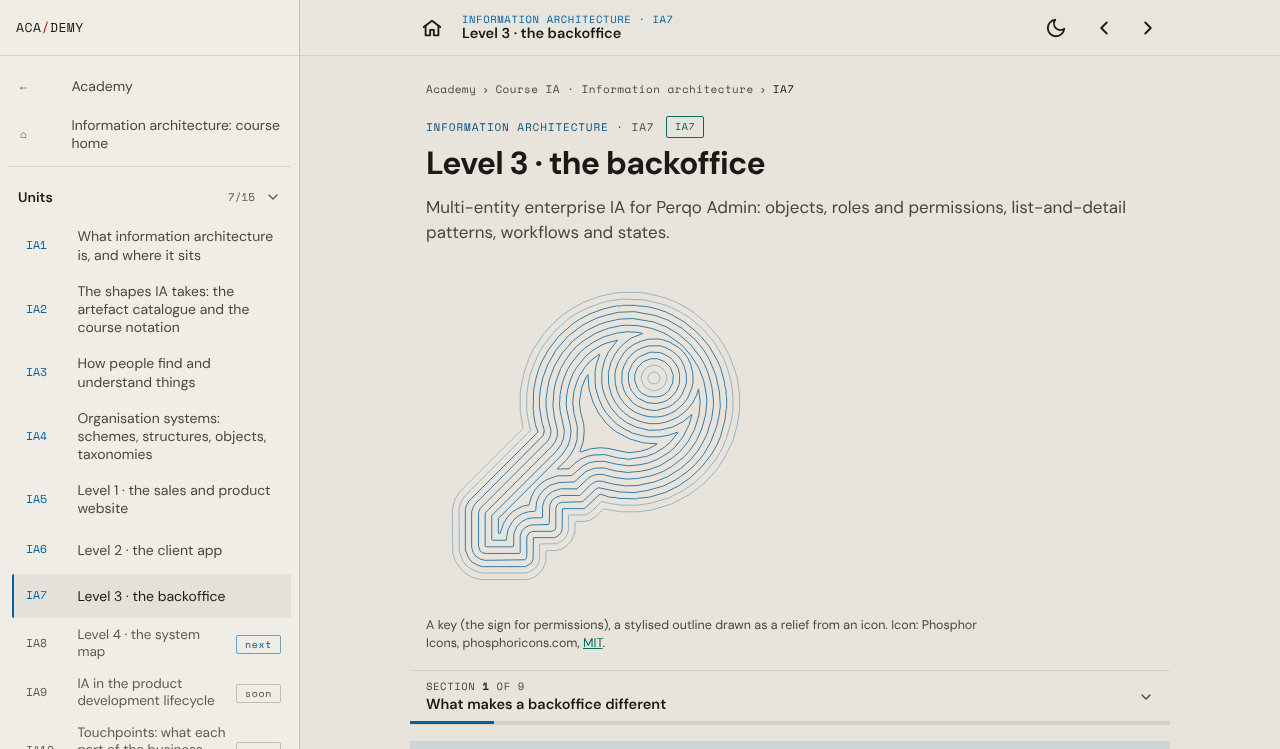 ACA/DEMY
← Academy
⌂ Information architecture: course
home
Units 7/15
IA1 What information architecture
is, and where it sits
IA2 The shapes IA takes: the
artefact catalogue and the
course notation
IA3 How people find and
understand things
IA4 Organisation systems:
schemes, structures, objects,
taxonomies
IA5 Level 1 · the sales and product
website
IA6 Level 2 · the client app
IA7 Level 3 · the backoffice
IA8 Level 4 · the system
map next
IA9 IA in the product
development lifecycle soon
Touchpoints: what each
INFORMATION ARCHITECTURE · IA7
Level 3 · the backoffice
Academy › Course IA · Information architecture › IA7
INFORMATION ARCHITECTURE · IA7 IA7
Level 3 · the backoffice
Multi-entity enterprise IA for Perqo Admin: objects, roles and permissions, list-and-detail
patterns, workflows and states.
A key (the sign for permissions), a stylised outline drawn as a relief from an icon. Icon: Phosphor
Icons, phosphoricons.com, MIT.
SECTION 1 OF 9
What makes a backoffice different